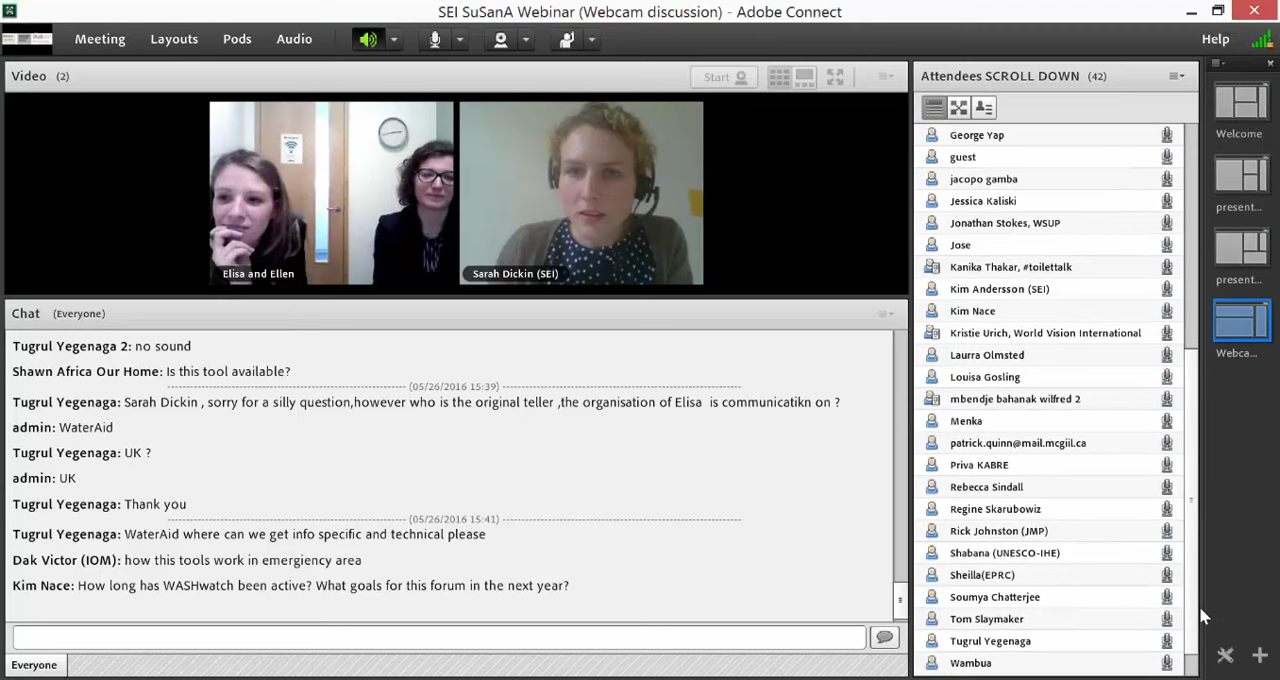 SEI SuSanA Webinar (Webcam discussion) - Adobe Connect
Meeting Layouts Pods Audio Help
Video (2) Start
Attendees SCROLL DOWN (42)
Elisa and Ellen
Sarah Dickin (SEI)
George Yap
guest
jacopo gamba
Jessica Kaliski
Jonathan Stokes, WSUP
Jose
Kanika Thakar, #toilettalk
Kim Andersson (SEI)
Kim Nace
Kristie Urich, World Vision International
Laurra Olmsted
Louisa Gosling
mbendje bahanak wilfred 2
Menka
patrick.quinn@mail.mcgiil.ca
Priva KABRE
Rebecca Sindall
Regine Skarubowiz
Rick Johnston (JMP)
Shabana (UNESCO-IHE)
Sheilla(EPRC)
Soumya Chatterjee
Tom Slaymaker
Tugrul Yegenaga
Wambua
Welcome
present...
present...
Webca...
Chat (Everyone)
Tugrul Yegenaga 2: no sound
Shawn Africa Our Home: Is this tool available?
(05/26/2016 15:39)
Tugrul Yegenaga: Sarah Dickin , sorry for a silly question,however who is the original teller ,the organisation of Elisa is communicatikn on ?
admin: WaterAid
Tugrul Yegenaga: UK ?
admin: UK
Tugrul Yegenaga: Thank you
(05/26/2016 15:41)
Tugrul Yegenaga: WaterAid where can we get info specific and technical please
Dak Victor (IOM): how this tools work in emergiency area
Kim Nace: How long has WASHwatch been active? What goals for this forum in the next year?
Everyone